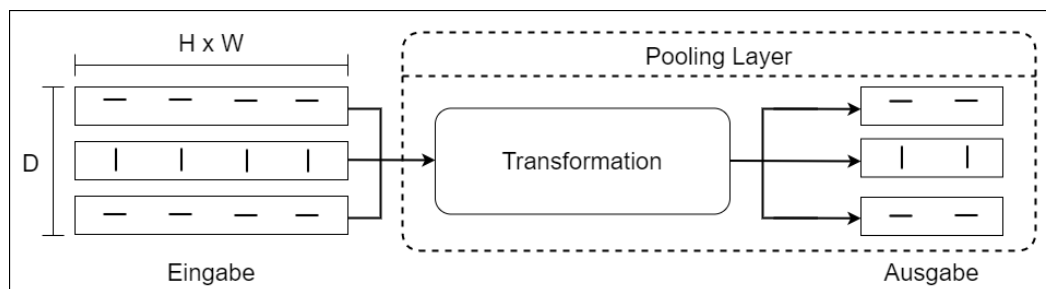 H x W
Pooling Layer
D
Transformation
Eingabe
Ausgabe